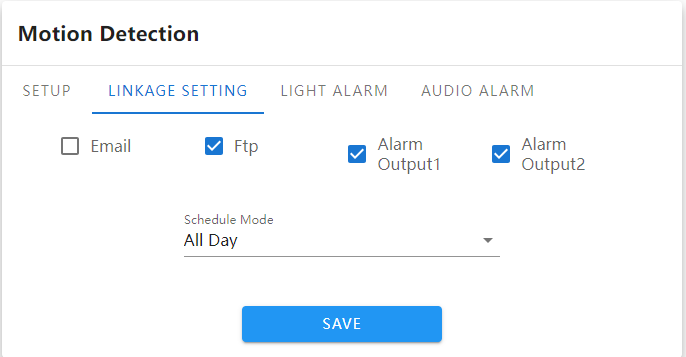 Motion Detection
SETUP LINKAGE SETTING LIGHT ALARM AUDIO ALARM
Email Ftp Alarm Output1 Alarm Output2
Schedule Mode
All Day
SAVE